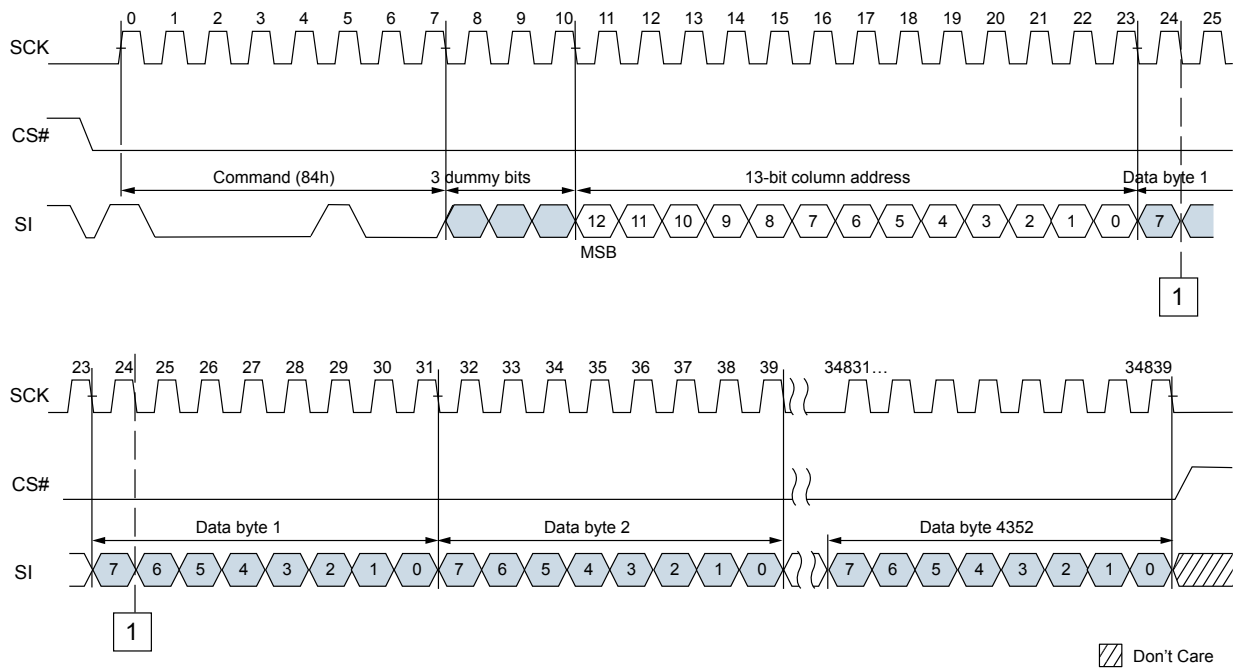 0 1 2 3 4 5 6 7 8 9 10 11 12 13 14 15 16 17 18 19 20 21 22 23 24 25
SCK
CS#
Command (84h) 3 dummy bits 13-bit column address Data byte 1
SI 12 11 10 9 8 7 6 5 4 3 2 1 0 7
MSB
1
23 24 25 26 27 28 29 30 31 32 33 34 35 36 37 38 39 34831... 34839
SCK
CS#
Data byte 1 Data byte 2 Data byte 4352
SI 7 6 5 4 3 2 1 0 7 6 5 4 3 2 1 0 7 6 5 4 3 2 1 0
1
Don't Care